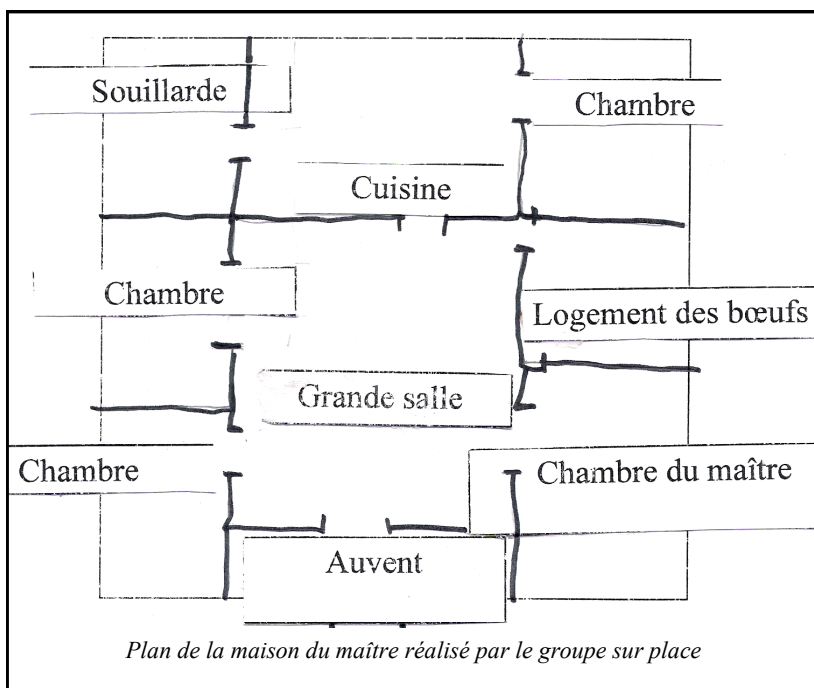 Souillarde
Chambre
Cuisine
Chambre
Logement des bœufs
Grande salle
Chambre
Chambre du maître
Auvent
Plan de la maison du maître réalisé par le groupe sur place